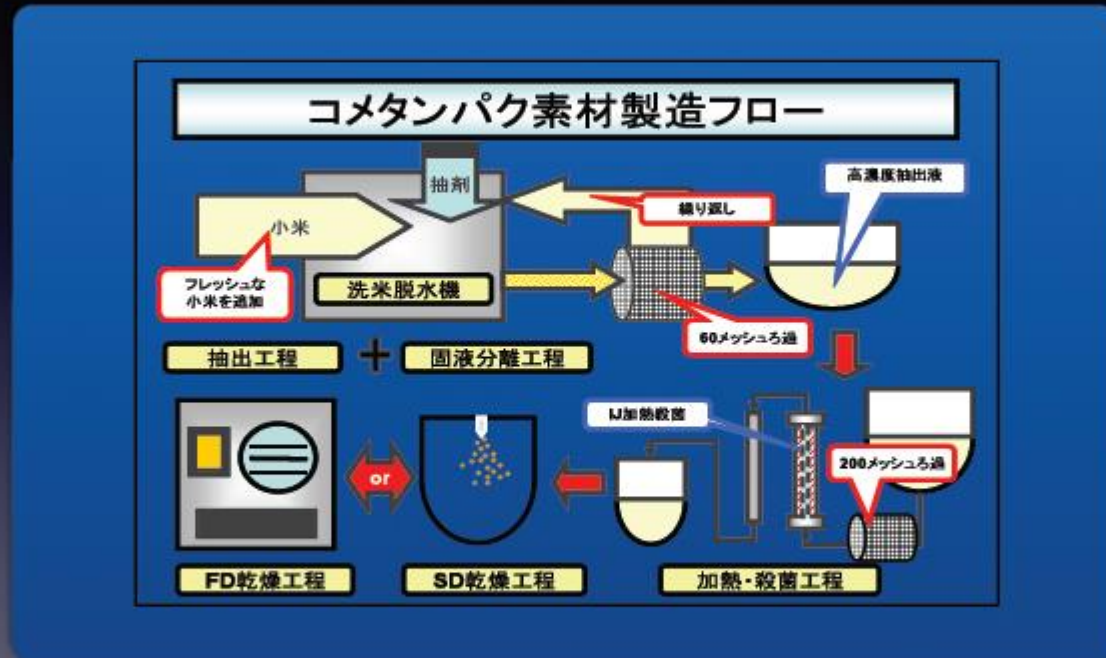 コメタンパク素材製造フロー
抽剤
小米
フレッシュな
小米を追加
洗米脱水機
繰り返し
高濃度抽出液
60メッシュろ過
抽出工程
+
固液分離工程
IJ加熱殺菌
200メッシュろ過
or
FD乾燥工程
SD乾燥工程
加熱・殺菌工程